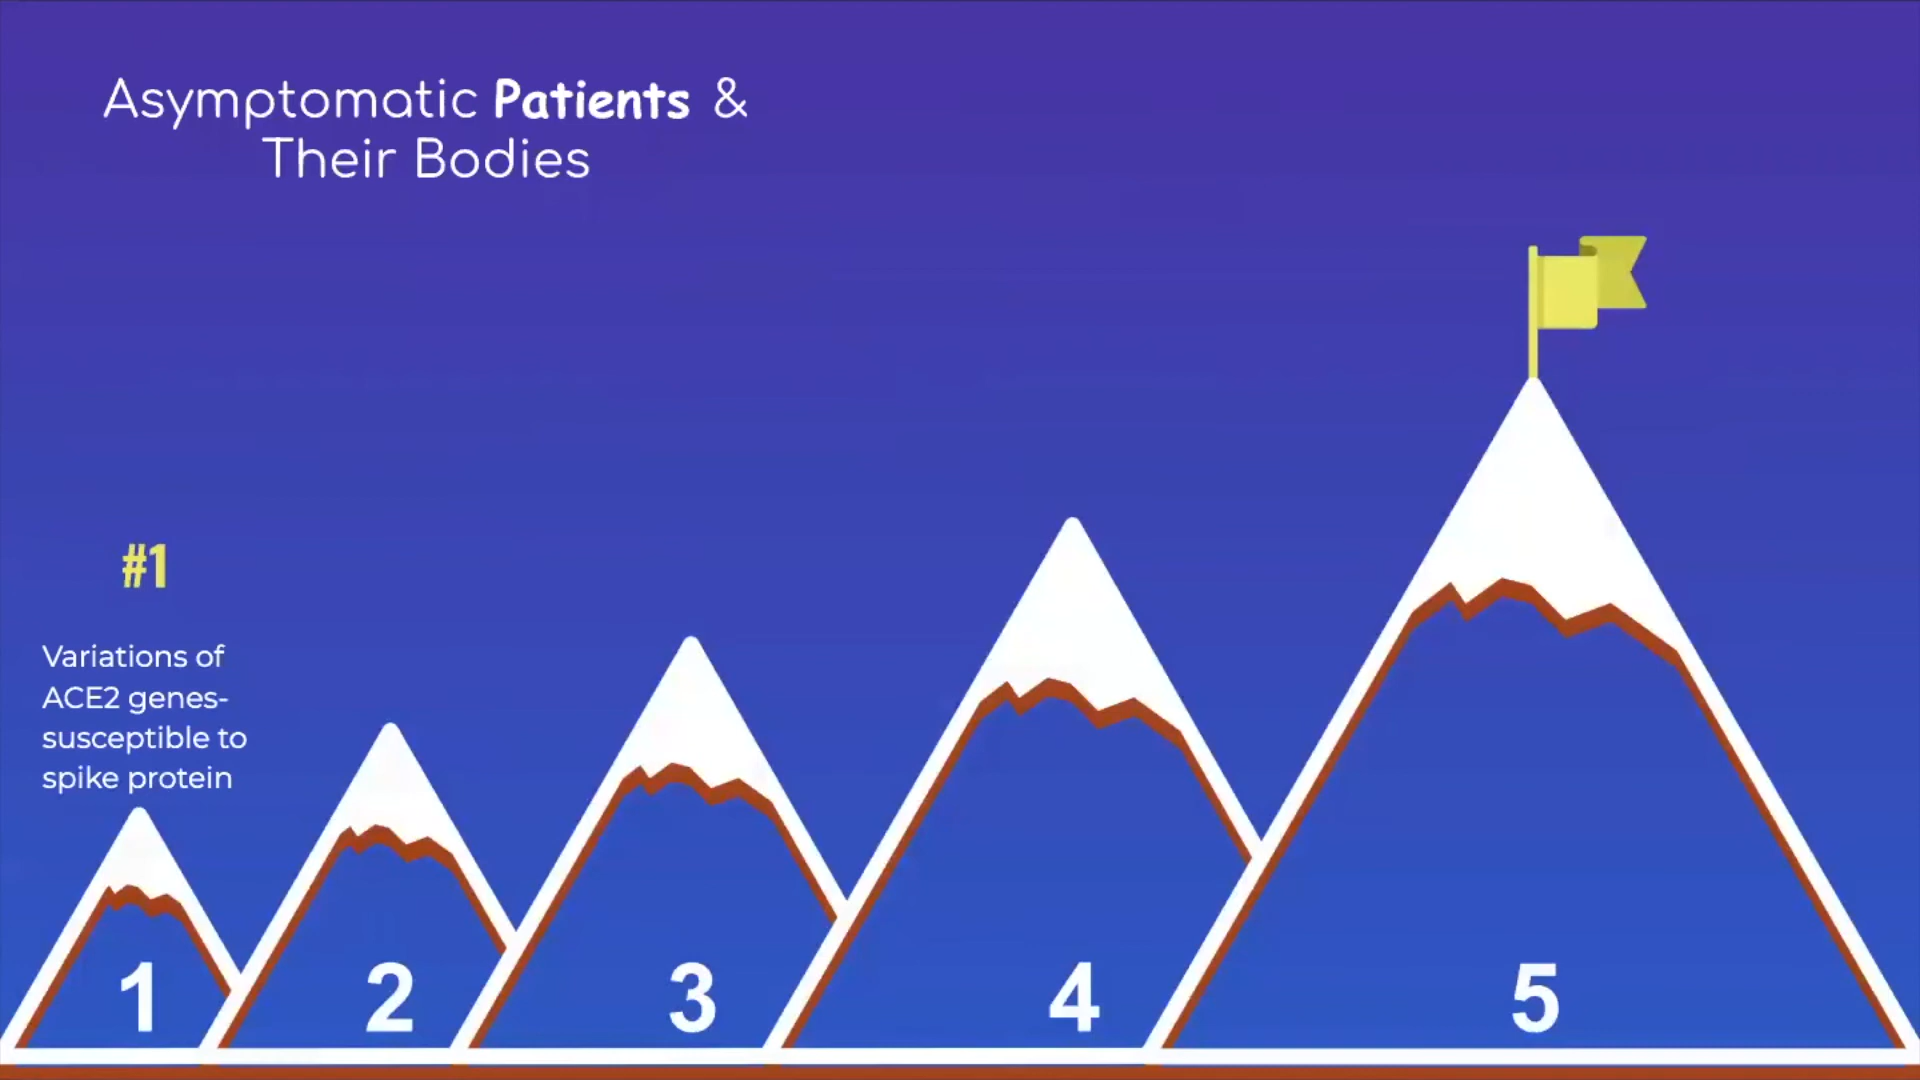 Asymptomatic Patients &
Their Bodies
#1
Variations of
ACE2 genes-
susceptible to
spike protein
1
2
3
4
5